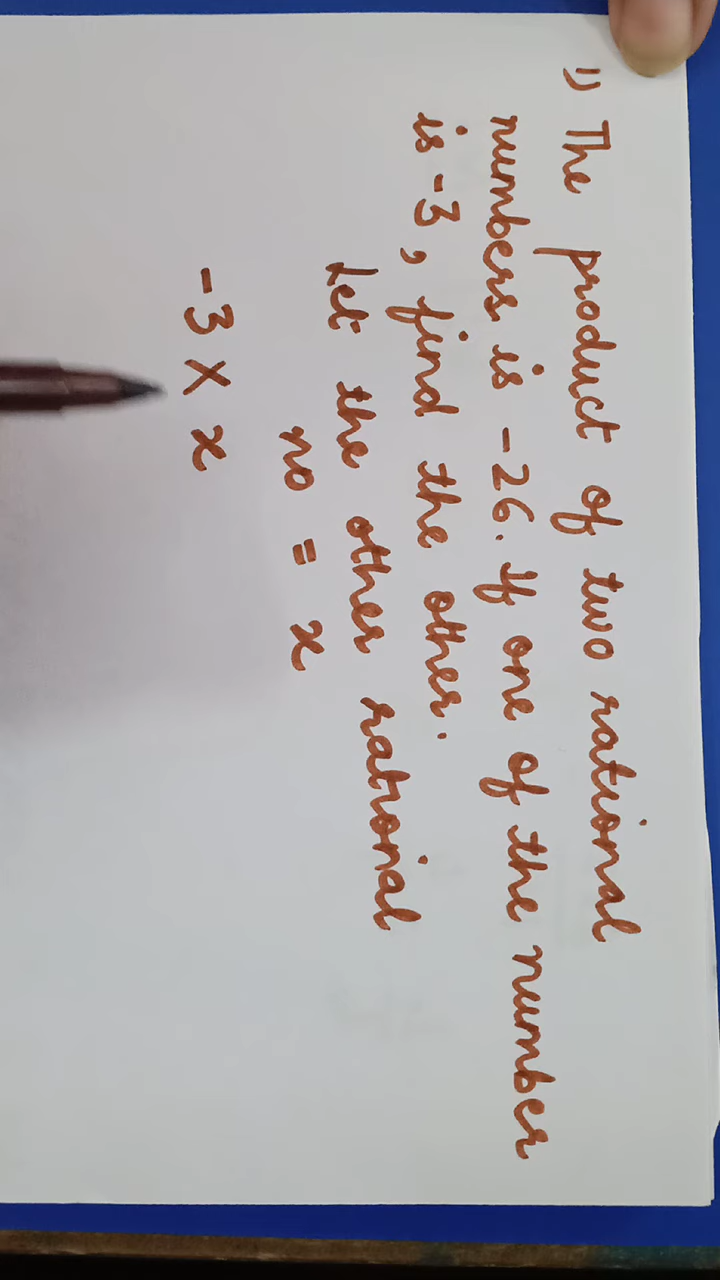 1) The product of two rational
numbers is -26. If one of the number
is -3, find the other.
Let the other rational
no = x
-3 × x